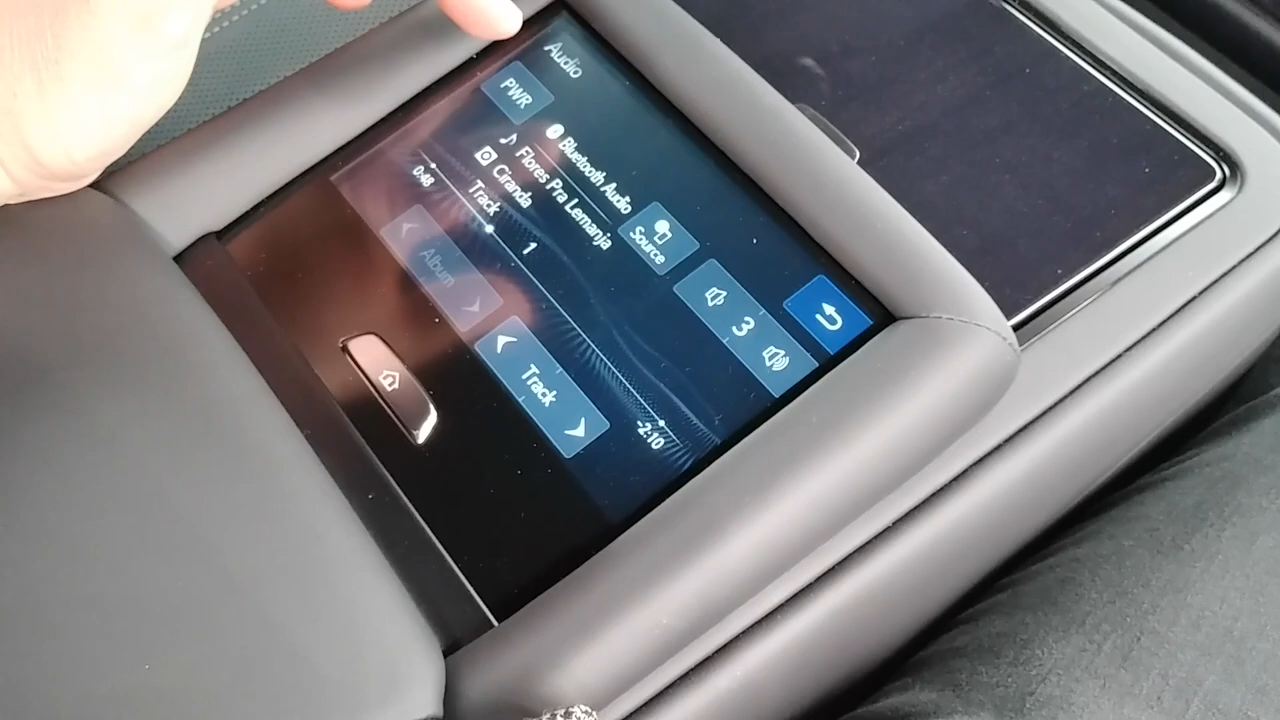 Audio
PWR
Bluetooth Audio
Flores Pra Lemanja
Ciranda
Source
Track 1
0:48
-2:10
3
Album
Track